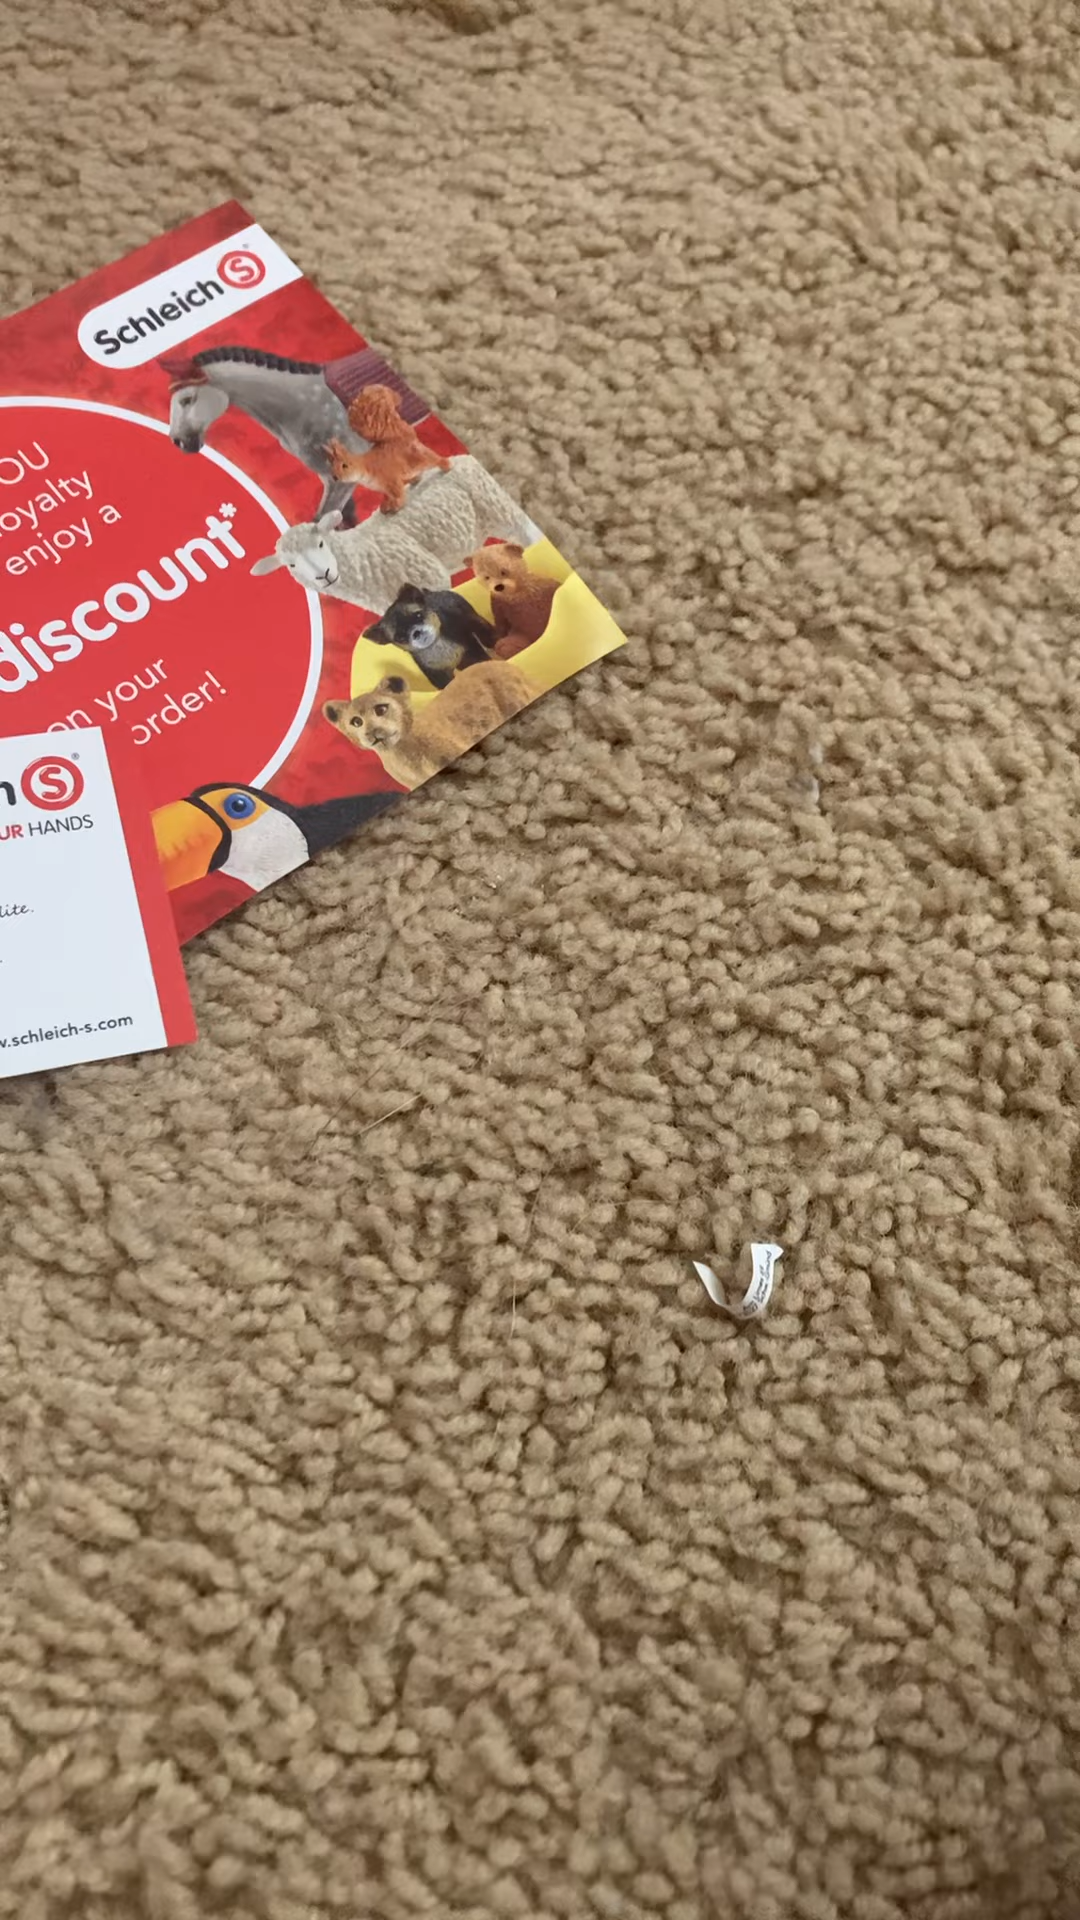 Schleich S
OU
oyalty
enjoy a
discount*
on your
order!
h S
UR HANDS
lite.
w.schleich-s.com